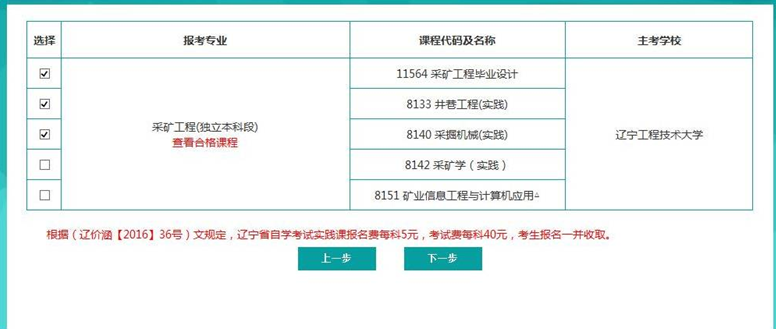 选择 报考专业 课程代码及名称 主考学校
11564 采矿工程毕业设计
8133 井巷工程(实践)
采矿工程(独立本科段)
查看合格课程
8140 采掘机械(实践)
辽宁工程技术大学
8142 采矿学（实践）
8151 矿业信息工程与计算机应用△
根据（辽价涵【2016】36号）文规定，辽宁省自学考试实践课报名费每科5元，考试费每科40元，考生报名一并收取。
上一步 下一步